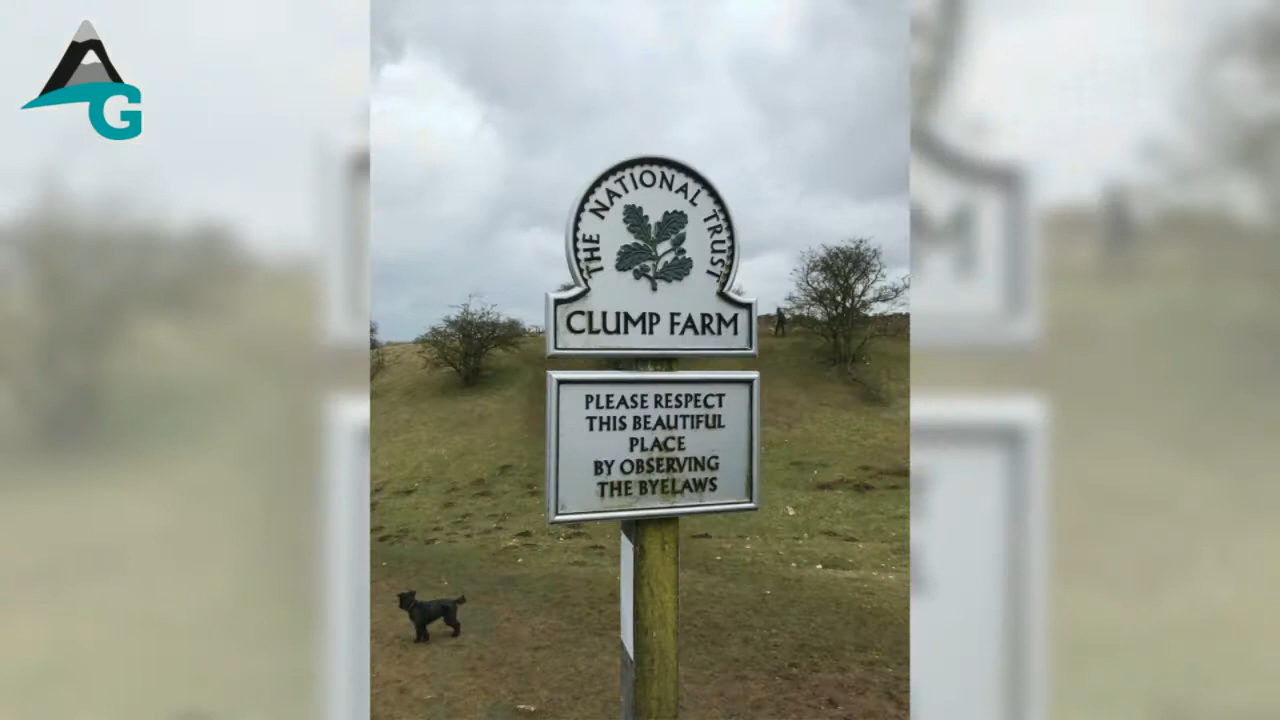 G
THE NATIONAL TRUST
CLUMP FARM
PLEASE RESPECT
THIS BEAUTIFUL
PLACE
BY OBSERVING
THE BYELAWS